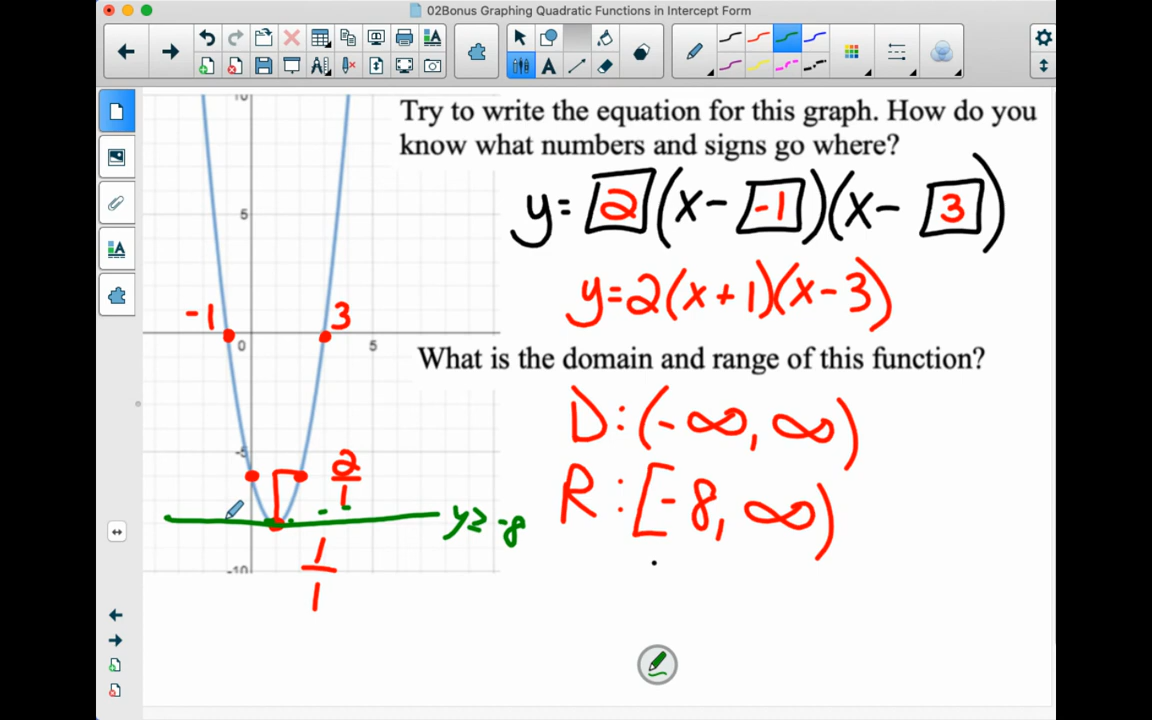 02Bonus Graphing Quadratic Functions in Intercept Form
Try to write the equation for this graph. How do you
know what numbers and signs go where?
y= 2 (x- -1)(x- 3)
y=2(x+1)(x-3)
What is the domain and range of this function?
D:(-∞,∞)
R:[-8,∞)
10
5
-1
3
0
5
-5
2/1
y≥-8
-10
1/1